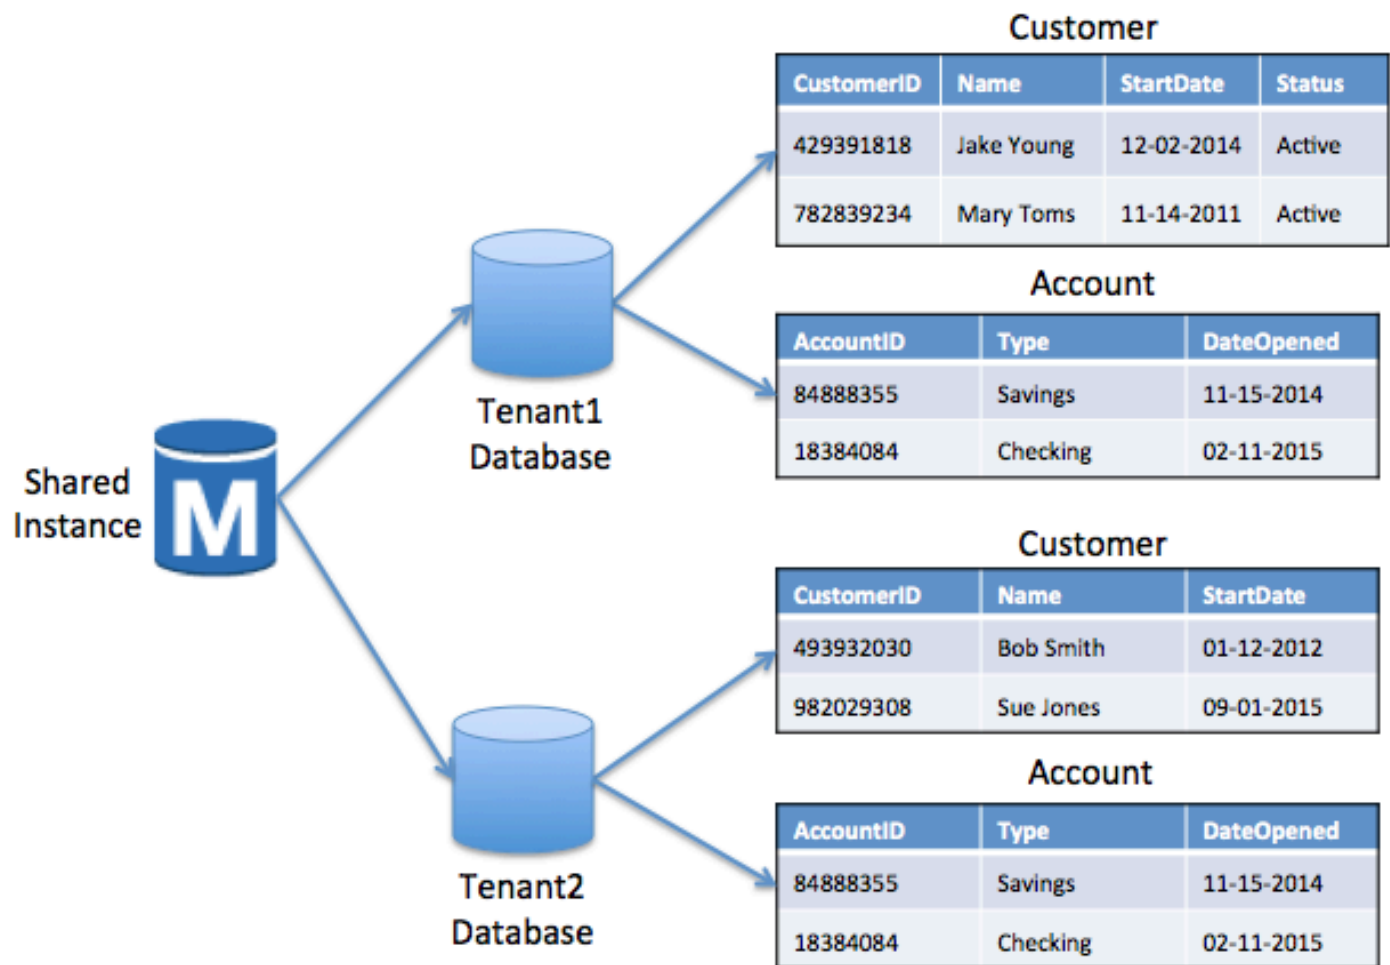 Customer
CustomerID Name StartDate Status
429391818 Jake Young 12-02-2014 Active
782839234 Mary Toms 11-14-2011 Active
Account
AccountID Type DateOpened
84888355 Savings 11-15-2014
18384084 Checking 02-11-2015
Tenant1
Database
Shared
Instance
M
Customer
CustomerID Name StartDate
493932030 Bob Smith 01-12-2012
982029308 Sue Jones 09-01-2015
Account
AccountID Type DateOpened
84888355 Savings 11-15-2014
18384084 Checking 02-11-2015
Tenant2
Database